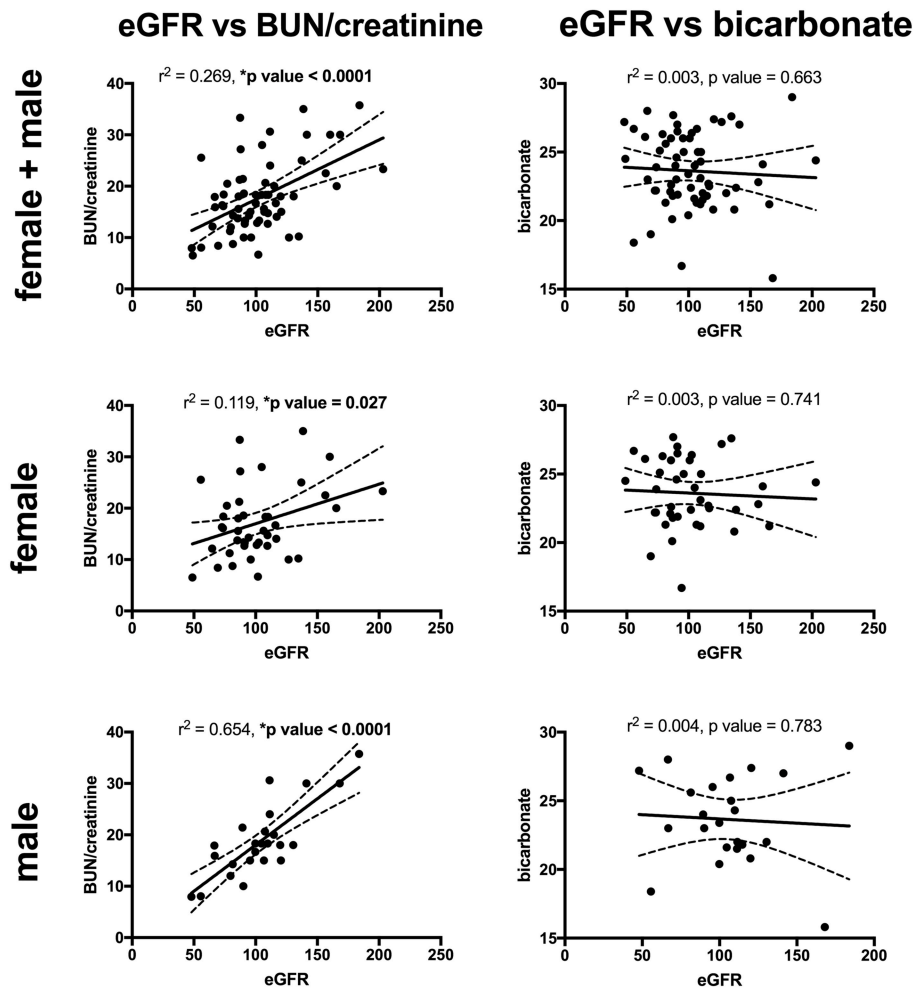 eGFR vs BUN/creatinine
eGFR vs bicarbonate
female + male
r² = 0.269, *p value < 0.0001
BUN/creatinine
40
30
20
10
0
0 50 100 150 200 250
eGFR
r² = 0.003, p value = 0.663
bicarbonate
30
25
20
15
0 50 100 150 200 250
eGFR
female
r² = 0.119, *p value = 0.027
BUN/creatinine
40
30
20
10
0
0 50 100 150 200 250
eGFR
r² = 0.003, p value = 0.741
bicarbonate
30
25
20
15
0 50 100 150 200 250
eGFR
male
r² = 0.654, *p value < 0.0001
BUN/creatinine
40
30
20
10
0
0 50 100 150 200 250
eGFR
r² = 0.004, p value = 0.783
bicarbonate
30
25
20
15
0 50 100 150 200
eGFR